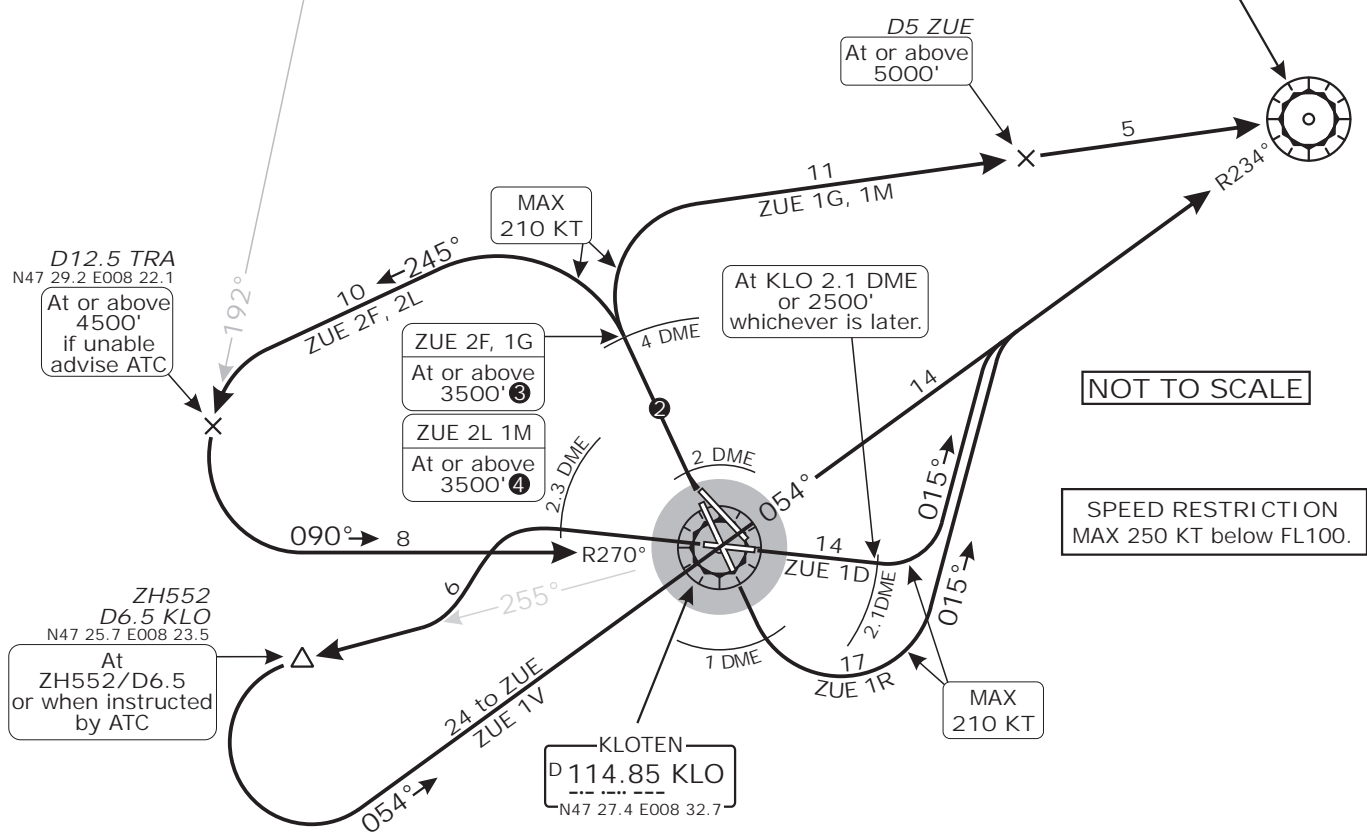 D5 ZUE
At or above
5000'
5
11
ZUE 1G, 1M
R234°
MAX
210 KT
D12.5 TRA
N47 29.2 E008 22.1
At or above
4500'
if unable
advise ATC
192°
245°
10
ZUE 2F, 2L
ZUE 2F, 1G
At or above
3500' 3
ZUE 2L 1M
At or above
3500' 4
4 DME
2
At KLO 2.1 DME
or 2500'
whichever is later.
14
NOT TO SCALE
2 DME
2.3 DME
054°
015°
SPEED RESTRICTION
MAX 250 KT below FL100.
090°
8
R270°
14
ZUE 1D
2.1DME
015°
6
255°
ZH552
D6.5 KLO
N47 25.7 E008 23.5
At
ZH552/D6.5
or when instructed
by ATC
1 DME
17
ZUE 1R
MAX
210 KT
24 to ZUE
ZUE 1V
054°
KLOTEN
D 114.85 KLO
N47 27.4 E008 32.7